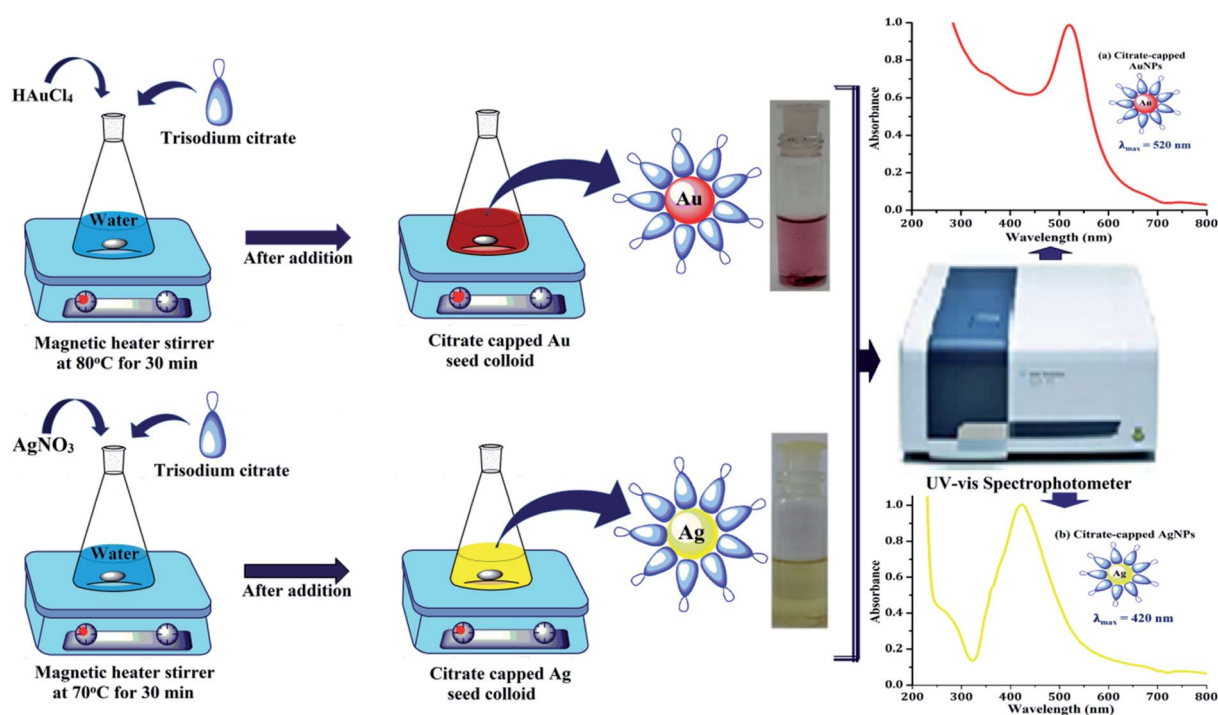 HAuCl₄
Trisodium citrate
Water
After addition
Magnetic heater stirrer
at 80°C for 30 min
Citrate capped Au
seed colloid
Au
AgNO₃
Trisodium citrate
Water
After addition
Magnetic heater stirrer
at 70°C for 30 min
Citrate capped Ag
seed colloid
Ag
1.0
0.8
0.6
0.4
0.2
0.0
Absorbance
(a) Citrate-capped
AuNPs
Au
λmax = 520 nm
200 300 400 500 600 700 800
Wavelength (nm)
UV-vis Spectrophotometer
1.0
0.8
0.6
0.4
0.2
0.0
Absorbance
(b) Citrate-capped AgNPs
Ag
λmax = 420 nm
200 300 400 500 600 700 800
Wavelength (nm)